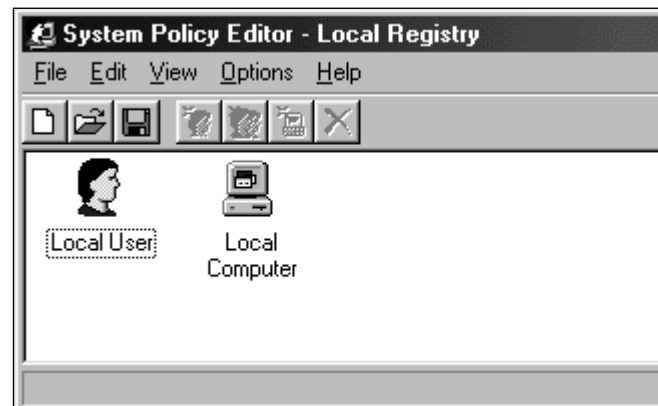 System Policy Editor - Local Registry
File Edit View Options Help
Local User
Local
Computer